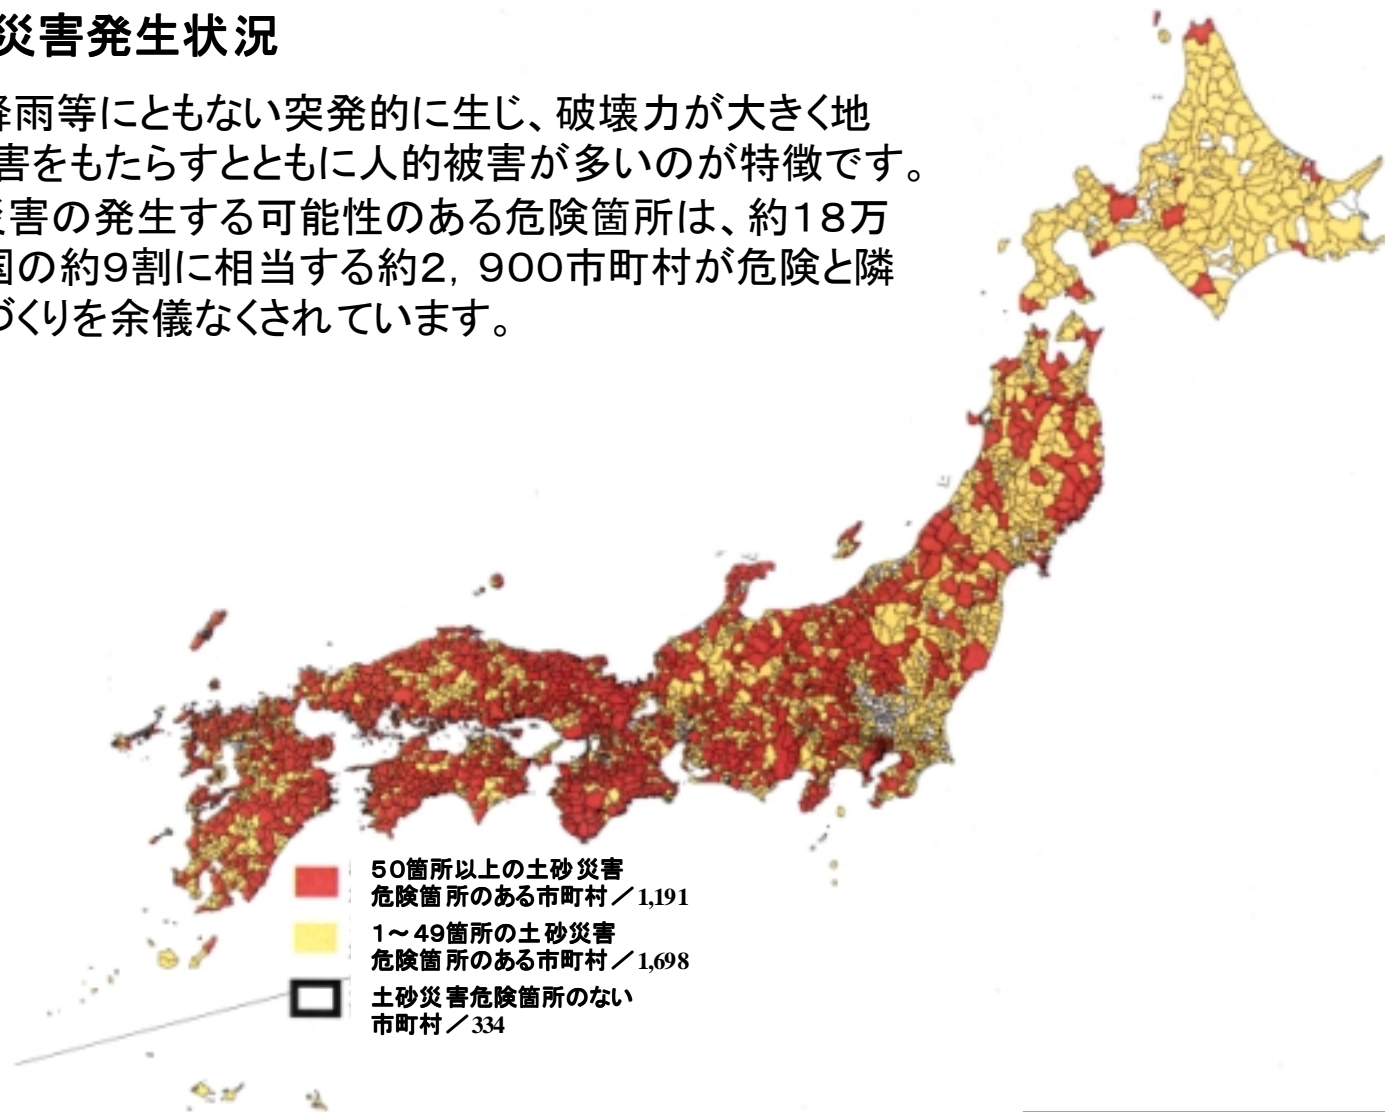 災害発生状況
降雨等にともない突発的に生じ、破壊力が大きく地
害をもたらすとともに人的被害が多いのが特徴です。
災害の発生する可能性のある危険箇所は、約18万
国の約9割に相当する約2,900市町村が危険と隣
づくりを余儀なくされています。
50箇所以上の土砂災害
危険箇所のある市町村/1,191
1~49箇所の土砂災害
危険箇所のある市町村/1,698
土砂災害危険箇所のない
市町村/334